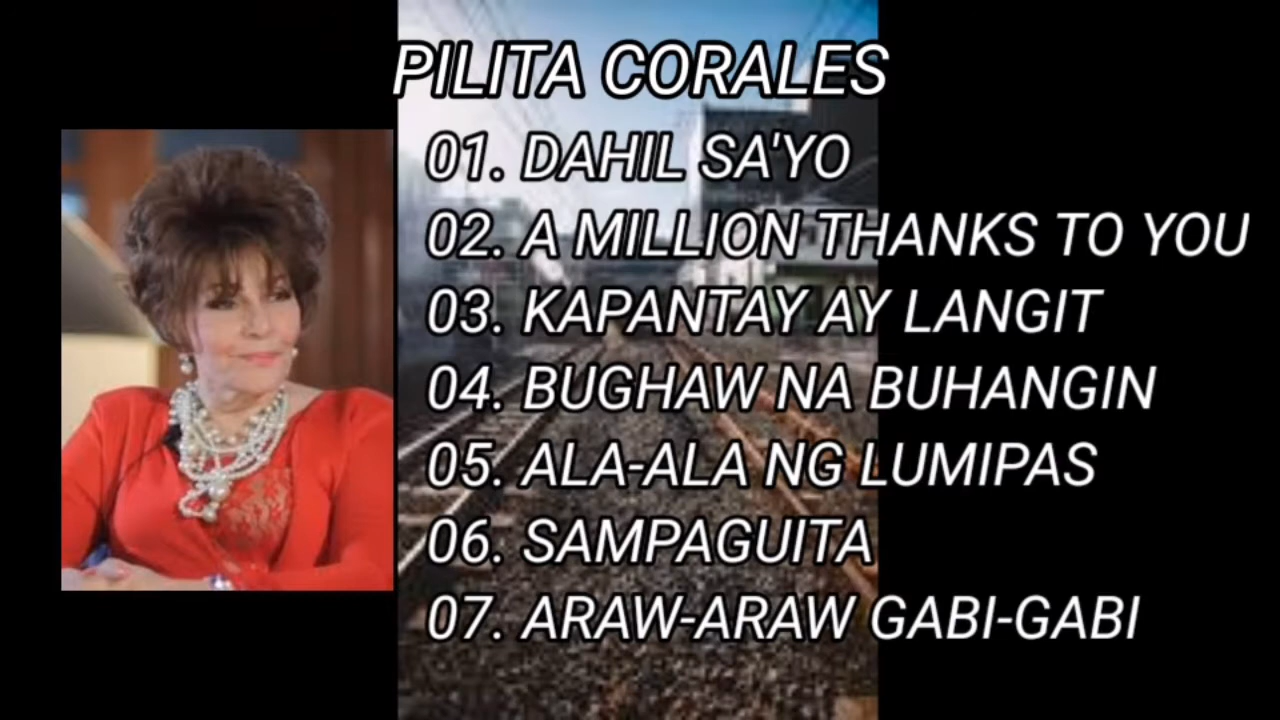 PILITA CORALES
01. DAHIL SA'YO
02. A MILLION THANKS TO YOU
03. KAPANTAY AY LANGIT
04. BUGHAW NA BUHANGIN
05. ALA-ALA NG LUMIPAS
06. SAMPAGUITA
07. ARAW-ARAW GABI-GABI